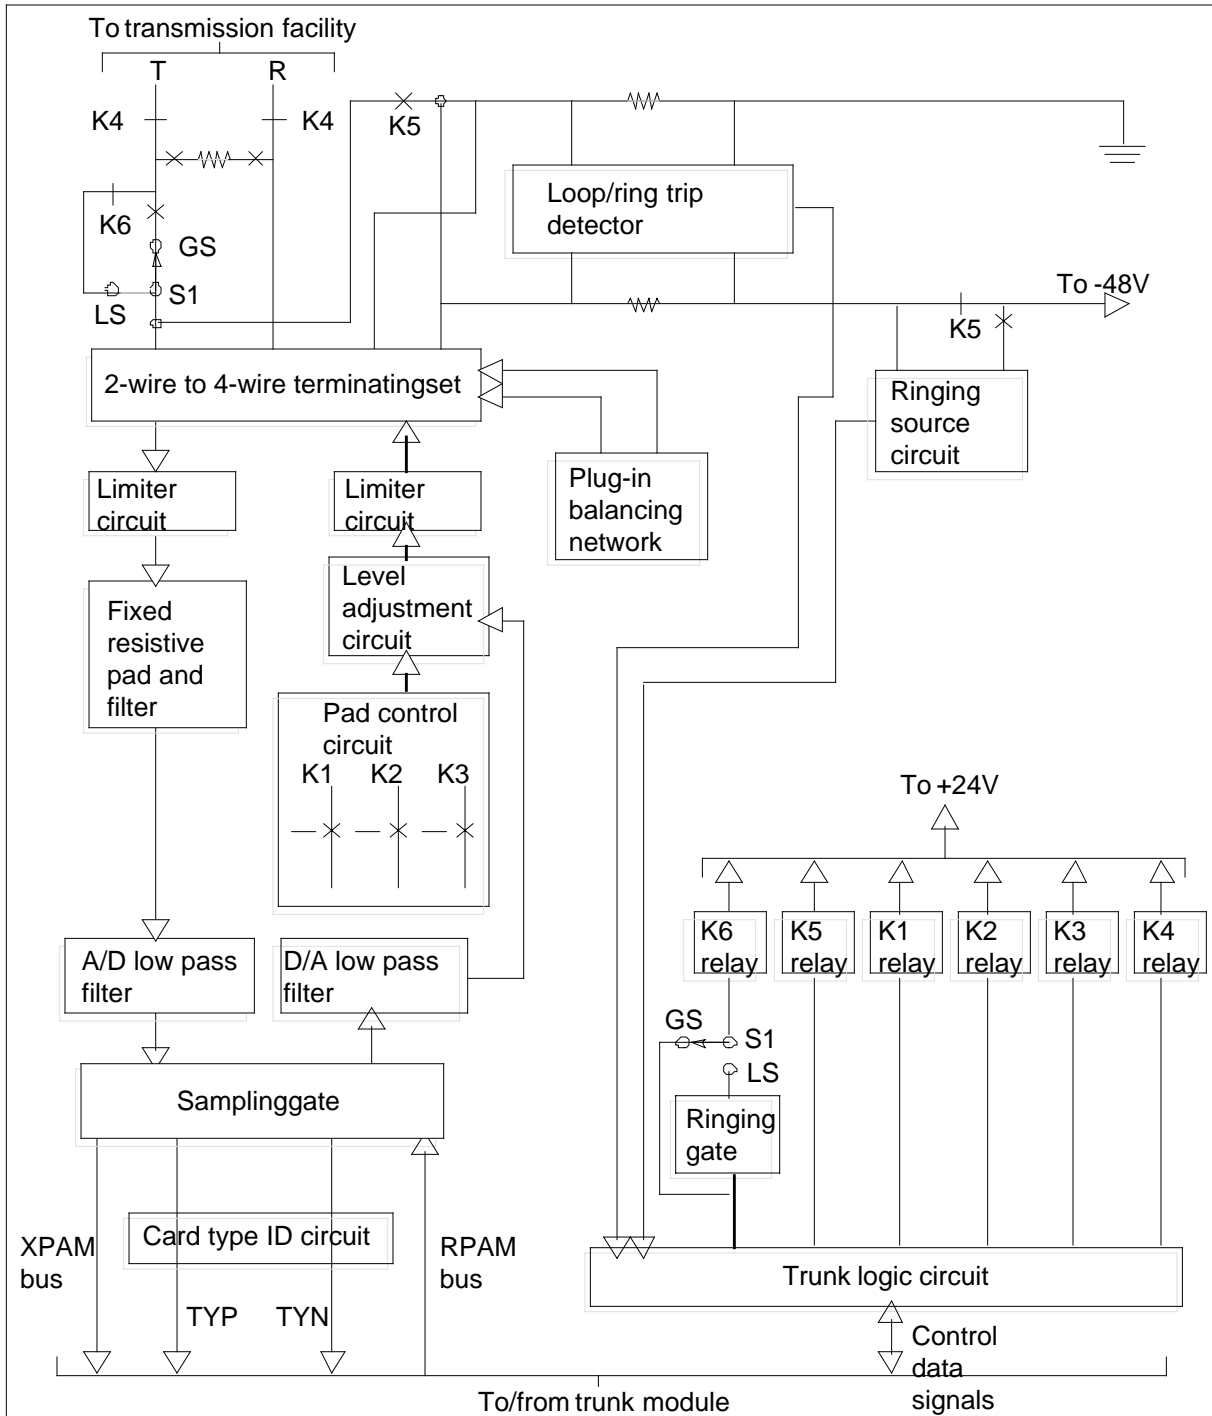 To transmission facility
T
R
K4
K4
K5
K6
GS
S1
LS
Loop/ring trip
detector
To -48V
K5
2-wire to 4-wire terminatingset
Ringing
source
circuit
Limiter
circuit
Limiter
circuit
Plug-in
balancing
network
Level
adjustment
circuit
Fixed
resistive
pad and
filter
Pad control
circuit
K1
K2
K3
To +24V
K6
relay
K5
relay
K1
relay
K2
relay
K3
relay
K4
relay
A/D low pass
filter
D/A low pass
filter
GS
S1
LS
Samplinggate
Ringing
gate
Card type ID circuit
XPAM
bus
RPAM
bus
TYP
TYN
Trunk logic circuit
Control
data
signals
To/from trunk module